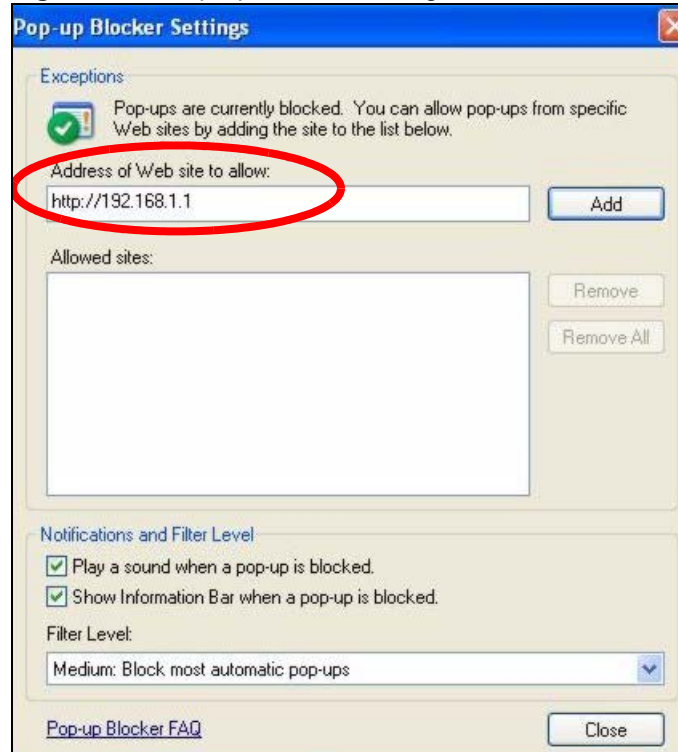 Pop-up Blocker Settings
Exceptions
Pop-ups are currently blocked. You can allow pop-ups from specific
Web sites by adding the site to the list below.
Address of Web site to allow:
http://192.168.1.1
Add
Allowed sites:
Remove
Remove All
Notifications and Filter Level
Play a sound when a pop-up is blocked.
Show Information Bar when a pop-up is blocked.
Filter Level:
Medium: Block most automatic pop-ups
Pop-up Blocker FAQ
Close